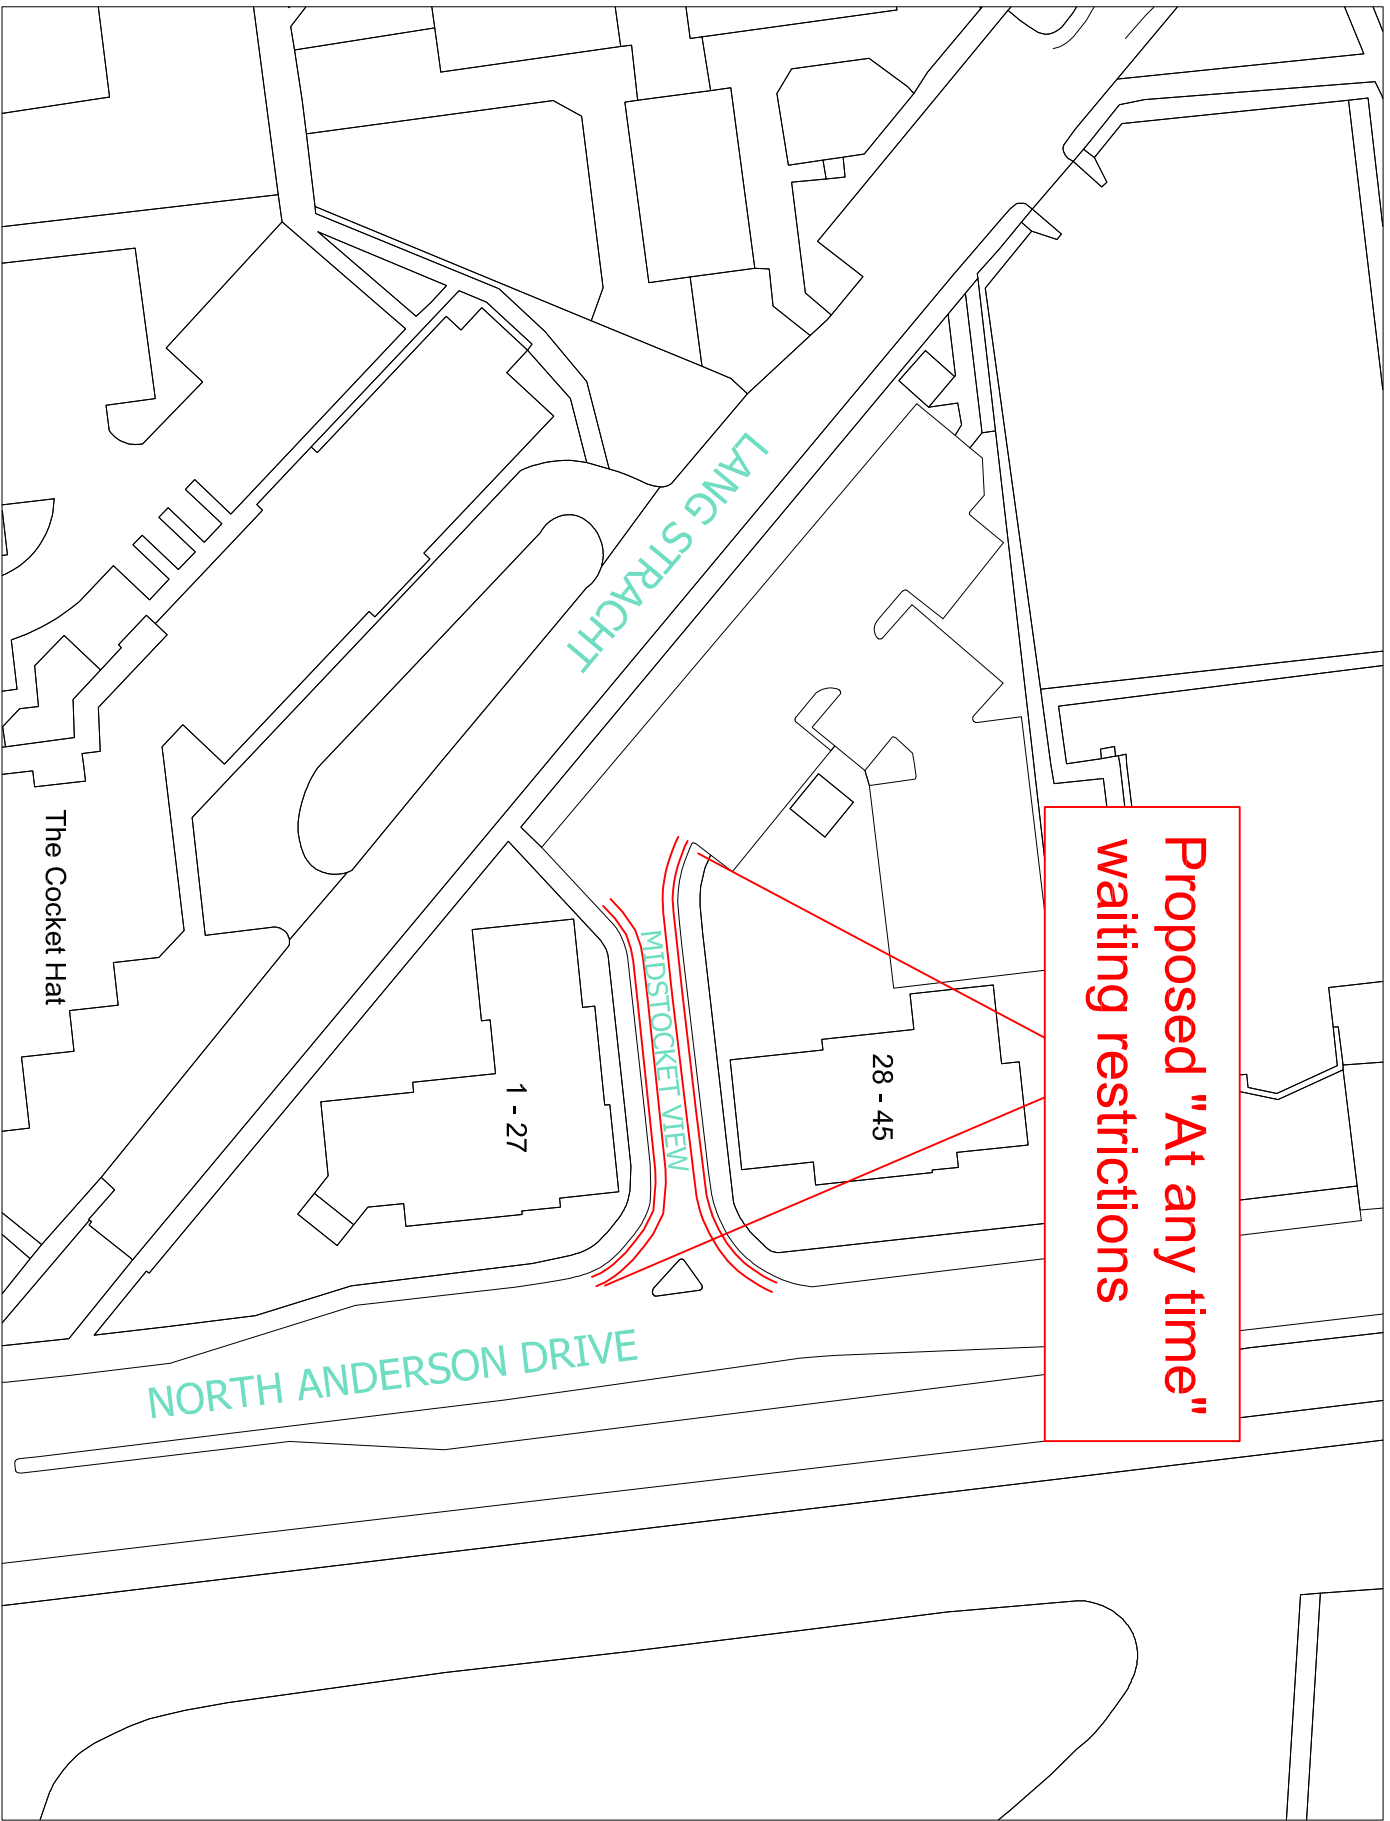 Proposed "At any time"
waiting restrictions
LANG STRACHT
MIDSTOCKET VIEW
28 - 45
1 - 27
The Cocket Hat
NORTH ANDERSON DRIVE